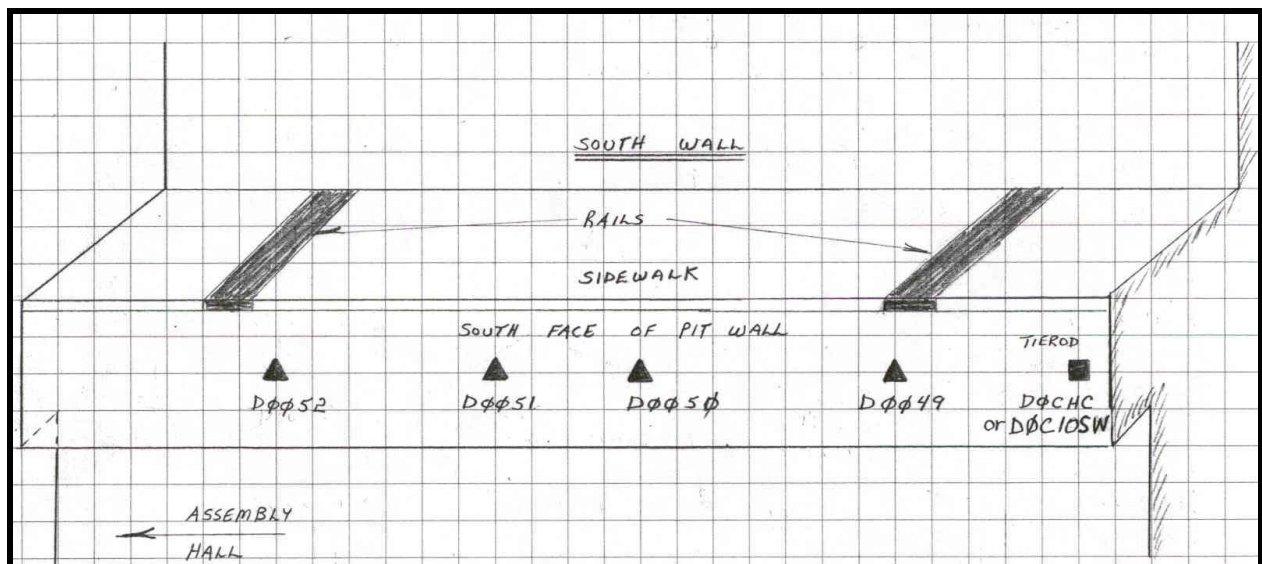 SOUTH WALL
RAILS
SIDEWALK
SOUTH FACE OF PIT WALL
TIEROD
DØØ52
DØØ51
DØØ5Ø
DØØ49
DØCHC
or DØC10SW
ASSEMBLY
HALL